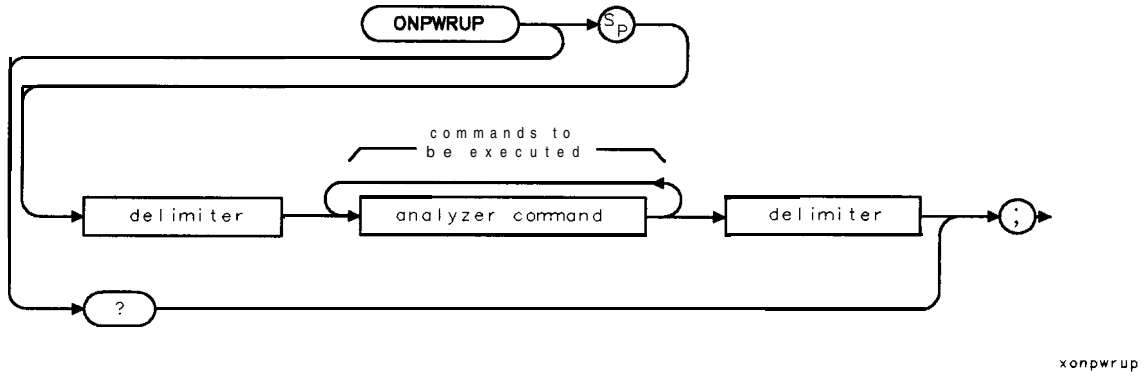 ONPWRUP
SP
commands to
be executed
delimiter
analyzer command
delimiter
;
?
xonpwrup